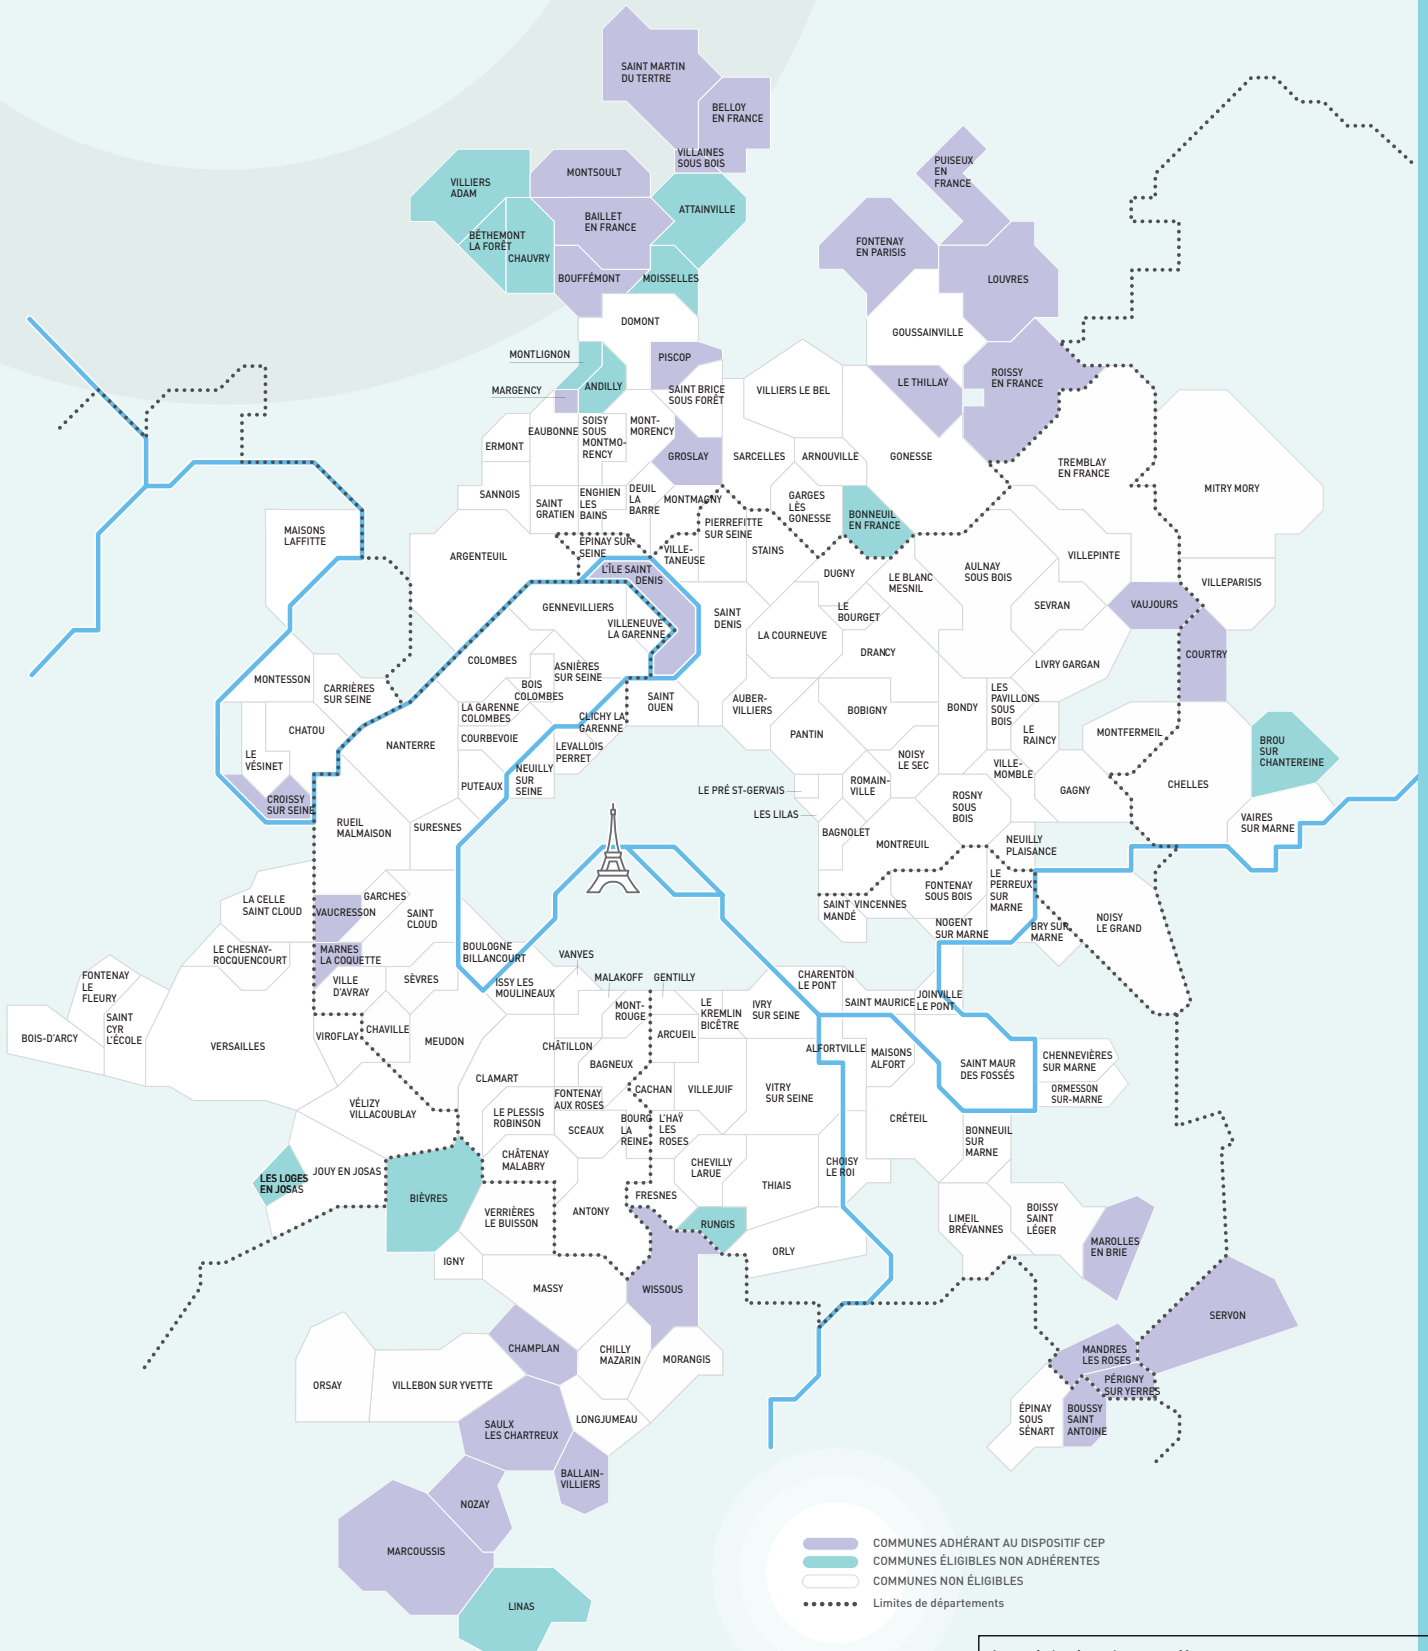 SAINT MARTIN
DU TERTRE
BELLOY
EN FRANCE
VILLAINES
SOUS BOIS
MONTSOULT
VILLIERS
ADAM
ATTAINVILLE
BAILLET
EN FRANCE
BÉTHEMONT
LA FORÊT
CHAUVRY
BOUFFÉMONT
MOISSELLES
PUISEUX
EN
FRANCE
FONTENAY
EN PARISIS
LOUVRES
DOMONT
GOUSSAINVILLE
MONTLIGNON
PISCOP
ANDILLY
MARGENCY
SAINT BRICE
SOUS FORÊT
VILLIERS LE BEL
LE THILLAY
ROISSY
EN FRANCE
EAUBONNE
SOISY
SOUS
MONTMO-
RENCY
MONT-
MORENCY
ERMONT
GROSLAY
SARCELLES
ARNOUVILLE
GONESSE
TREMBLAY
EN FRANCE
MITRY MORY
SANNOIS
SAINT
GRATIEN
ENGHIEN
LES
BAINS
DEUIL
LA
BARRE
MONTMAGNY
GARGES
LÈS
GONESSE
BONNEUIL
EN FRANCE
MAISONS
LAFFITTE
ARGENTEUIL
EPINAY SUR
SEINE
VILLE-
TANEUSE
PIERREFITTE
SUR SEINE
STAINS
VILLEPINTE
L'ÎLE SAINT
DENIS
DUGNY
LE BLANC
MESNIL
AULNAY
SOUS BOIS
VILLEPARISIS
GENNEVILLIERS
VILLENEUVE
LA GARENNE
SAINT
DENIS
LE
BOURGET
LA COURNEUVE
SEVRAN
VAUJOURS
DRANCY
LIVRY GARGAN
COURTRY
COLOMBES
ASNIÈRES
SUR SEINE
BOIS
COLOMBES
MONTESSON
CARRIÈRES
SUR SEINE
LA GARENNE
COLOMBES
CLICHY LA
GARENNE
SAINT
OUEN
AUBER-
VILLIERS
BOBIGNY
BONDY
LES
PAVILLONS
SOUS
BOIS
LE
RAINCY
MONTFERMEIL
CHATOU
NANTERRE
COURBEVOIE
LEVALLOIS
PERRET
PANTIN
LE
VÉSINET
PUTEAUX
NEUILLY
SUR
SEINE
NOISY
LE SEC
VILLE-
MOMBLE
BROU
SUR
CHANTEREINE
CROISSY
SUR SEINE
LE PRÉ ST-GERVAIS
ROMAIN-
VILLE
ROSNY
SOUS
BOIS
GAGNY
CHELLES
RUEIL
MALMAISON
SURESNES
LES LILAS
BAGNOLET
MONTREUIL
NEUILLY
PLAISANCE
VAIRES
SUR MARNE
LE
PERREUX
SUR
MARNE
FONTENAY
SOUS BOIS
LA CELLE
SAINT CLOUD
GARCHES
VAUCRESSON
SAINT
CLOUD
SAINT
MANDÉ
VINCENNES
NOGENT
SUR MARNE
BRY SUR
MARNE
NOISY
LE GRAND
LE CHESNAY-
ROCQUENCOURT
MARNES
LA COQUETTE
BOULOGNE
BILLANCOURT
VANVES
FONTENAY
LE
FLEURY
VILLE
D'AVRAY
SÈVRES
ISSY LES
MOULINEAUX
MALAKOFF
GENTILLY
CHARENTON
LE PONT
SAINT MAURICE
JOINVILLE
LE PONT
SAINT
CYR
L'ÉCOLE
MONT-
ROUGE
LE
KREMLIN
BICÊTRE
IVRY
SUR SEINE
BOIS-D'ARCY
VERSAILLES
VIROFLAY
CHAVILLE
MEUDON
CHÂTILLON
ARCUEIL
ALFORTVILLE
MAISONS
ALFORT
SAINT MAUR
DES FOSSÉS
CHENNEVIÈRES
SUR MARNE
BAGNEUX
CLAMART
CACHAN
VILLEJUIF
VITRY
SUR SEINE
ORMESSON
SUR-MARNE
VÉLIZY
VILLACOUBLAY
FONTENAY
AUX ROSES
LE PLESSIS
ROBINSON
SCEAUX
BOURG
LA
REINE
L'HAŸ
LES
ROSES
CRÉTEIL
BONNEUIL
SUR
MARNE
LES LOGES
EN JOSAS
JOUY EN JOSAS
CHÂTENAY
MALABRY
CHEVILLY
LARUE
CHOISY
LE ROI
BIÈVRES
THIAIS
FRESNES
VERRIÈRES
LE BUISSON
ANTONY
RUNGIS
LIMEIL
BRÉVANNES
BOISSY
SAINT
LÉGER
MAROLLES
EN BRIE
IGNY
ORLY
MASSY
WISSOUS
SERVON
CHAMPLAN
CHILLY
MAZARIN
MORANGIS
MANDRES
LES ROSES
ORSAY
VILLEBON SUR YVETTE
PÉRIGNY
SUR YERRES
LONGJUMEAU
ÉPINAY
SOUS
SÉNART
BOUSSY
SAINT
ANTOINE
SAULX
LES CHARTREUX
BALLAIN-
VILLIERS
NOZAY
MARCOUSSIS
LINAS
COMMUNES ADHÉRANT AU DISPOSITIF CEP
COMMUNES ÉLIGIBLES NON ADHÉRENTES
COMMUNES NON ÉLIGIBLES
Limites de départements